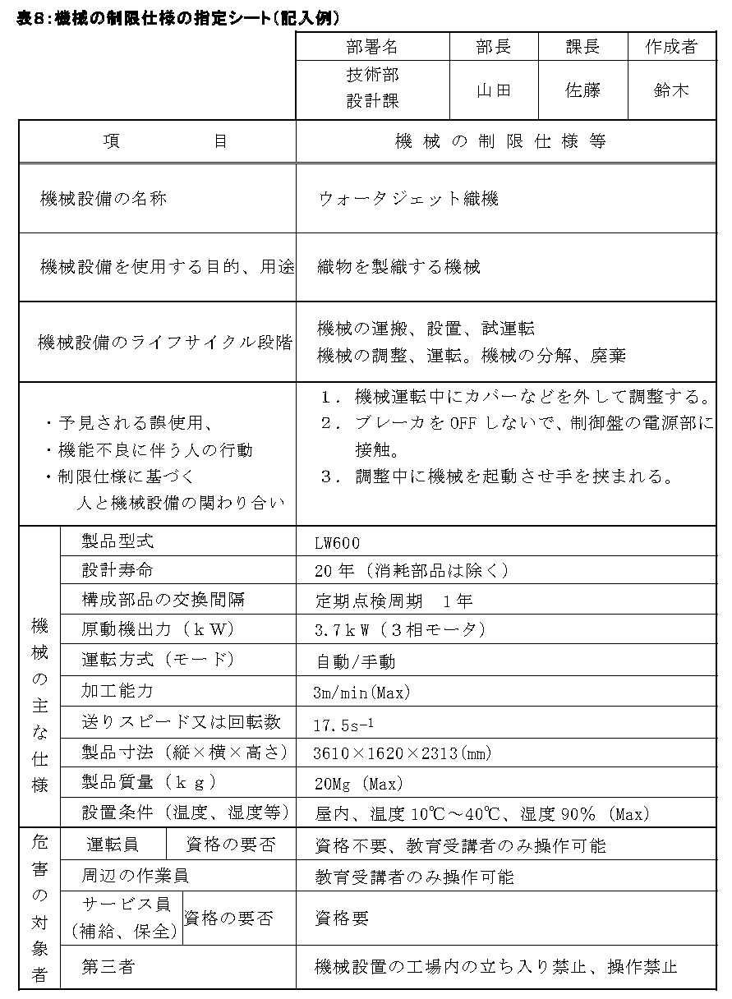 表８：機械の制限仕様の指定シート（記入例）
部署名 部長 課長 作成者
技術部
設計課 山田 佐藤 鈴木
項 目 機械の制限仕様等
機械設備の名称 ウォータジェット織機
機械設備を使用する目的、用途 織物を製織する機械
機械設備のライフサイクル段階 機械の運搬、設置、試運転
機械の調整、運転。機械の分解、廃棄
・予見される誤使用、
・機能不良に伴う人の行動
・制限仕様に基づく
人と機械設備の関わり合い
１．機械運転中にカバーなどを外して調整する。
２．ブレーカをOFFしないで、制御盤の電源部に
接触。
３．調整中に機械を起動させ手を挟まれる。
機械の主な仕様
製品型式 LW600
設計寿命 20年（消耗部品は除く）
構成部品の交換間隔 定期点検周期　1年
原動機出力（ｋＷ） 3.7ｋW（３相モータ）
運転方式（モード） 自動/手動
加工能力 3m/min(Max)
送りスピード又は回転数 17.5s-1
製品寸法（縦×横×高さ） 3610×1620×2313(mm)
製品質量（ｋｇ） 20Mg (Max)
設置条件（温度、湿度等） 屋内、温度10℃～40℃、湿度90％ (Max)
危害の対象者
運転員 資格の要否 資格不要、教育受講者のみ操作可能
周辺の作業員 教育受講者のみ操作可能
サービス員
（補給、保全） 資格の要否 資格要
第三者 機械設置の工場内の立ち入り禁止、操作禁止